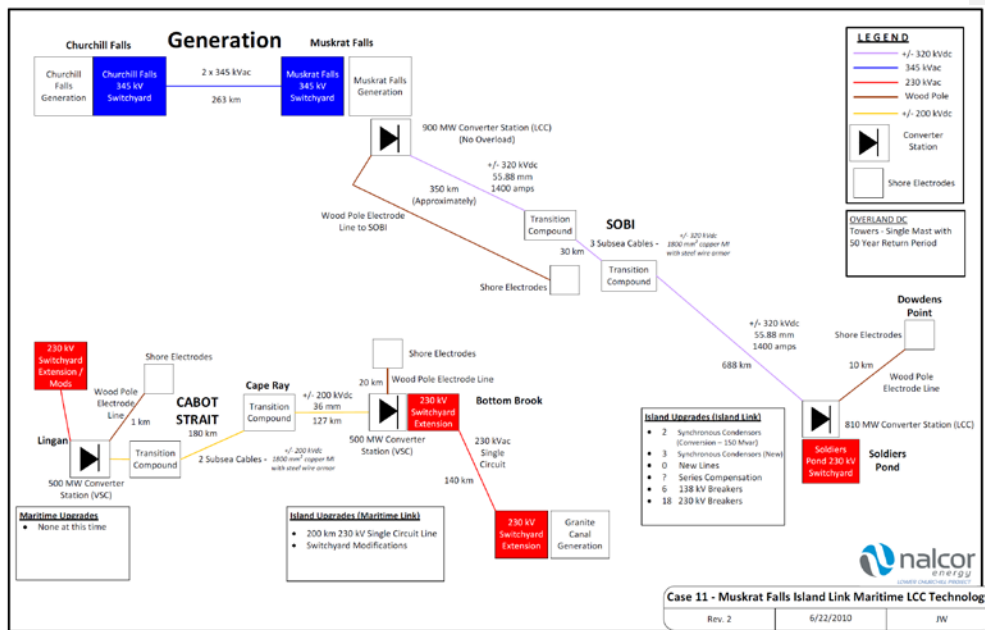 Generation
Churchill Falls
Muskrat Falls
Churchill
Falls
Generation
Churchill Falls
345 kV
Switchyard
2 x 345 kVac
263 km
Muskrat Falls
345 kV
Switchyard
Muskrat Falls
Generation
LEGEND
+/- 320 kVdc
345 kVac
230 kVac
Wood Pole
+/- 200 kVdc
Converter
Station
Shore Electrodes
OVERLAND DC
Towers - Single Mast with
50 Year Return Period
900 MW Converter Station (LCC)
(No Overload)
+/- 320 kVdc
55.88 mm
1400 amps
350 km
(Approximately)
Wood Pole Electrode
Line to SOBI
Transition
Compound
SOBI
30 km
3 Subsea Cables -
+/- 320 kVdc
1800 mm² copper MI
with steel wire armor
Transition
Compound
Shore Electrodes
+/- 320 kVdc
55.88 mm
1400 amps
688 km
Dowdens
Point
Shore Electrodes
10 km
Wood Pole
Electrode Line
810 MW Converter Station (LCC)
Soldiers
Pond 230 kV
Switchyard
Soldiers
Pond
230 kV
Switchyard
Extension /
Mods
Shore Electrodes
Wood Pole
Electrode
Line
1 km
Lingan
500 MW Converter
Station (VSC)
Transition
Compound
CABOT
STRAIT
180 km
2 Subsea Cables -
+/- 200 kVdc
1800 mm² copper MI
with steel wire armor
Cape Ray
Transition
Compound
+/- 200 kVdc
36 mm
127 km
Shore Electrodes
20 km
Wood Pole Electrode Line
230 kV
Switchyard
Extension
Bottom Brook
500 MW Converter
Station (VSC)
230 kVac
Single
Circuit
140 km
230 kV
Switchyard
Extension
Granite
Canal
Generation
Maritime Upgrades
• None at this time
Island Upgrades (Maritime Link)
• 200 km 230 kV Single Circuit Line
• Switchyard Modifications
Island Upgrades (Island Link)
• 2 Synchronous Condensors
(Conversion – 150 Mvar)
• 3 Synchronous Condensors (New)
• 0 New Lines
• ? Series Compensation
• 6 138 kV Breakers
• 18 230 kV Breakers
nalcor
energy
LOWER CHURCHILL PROJECT
Case 11 - Muskrat Falls Island Link Maritime LCC Technolog
Rev. 2
6/22/2010
JW